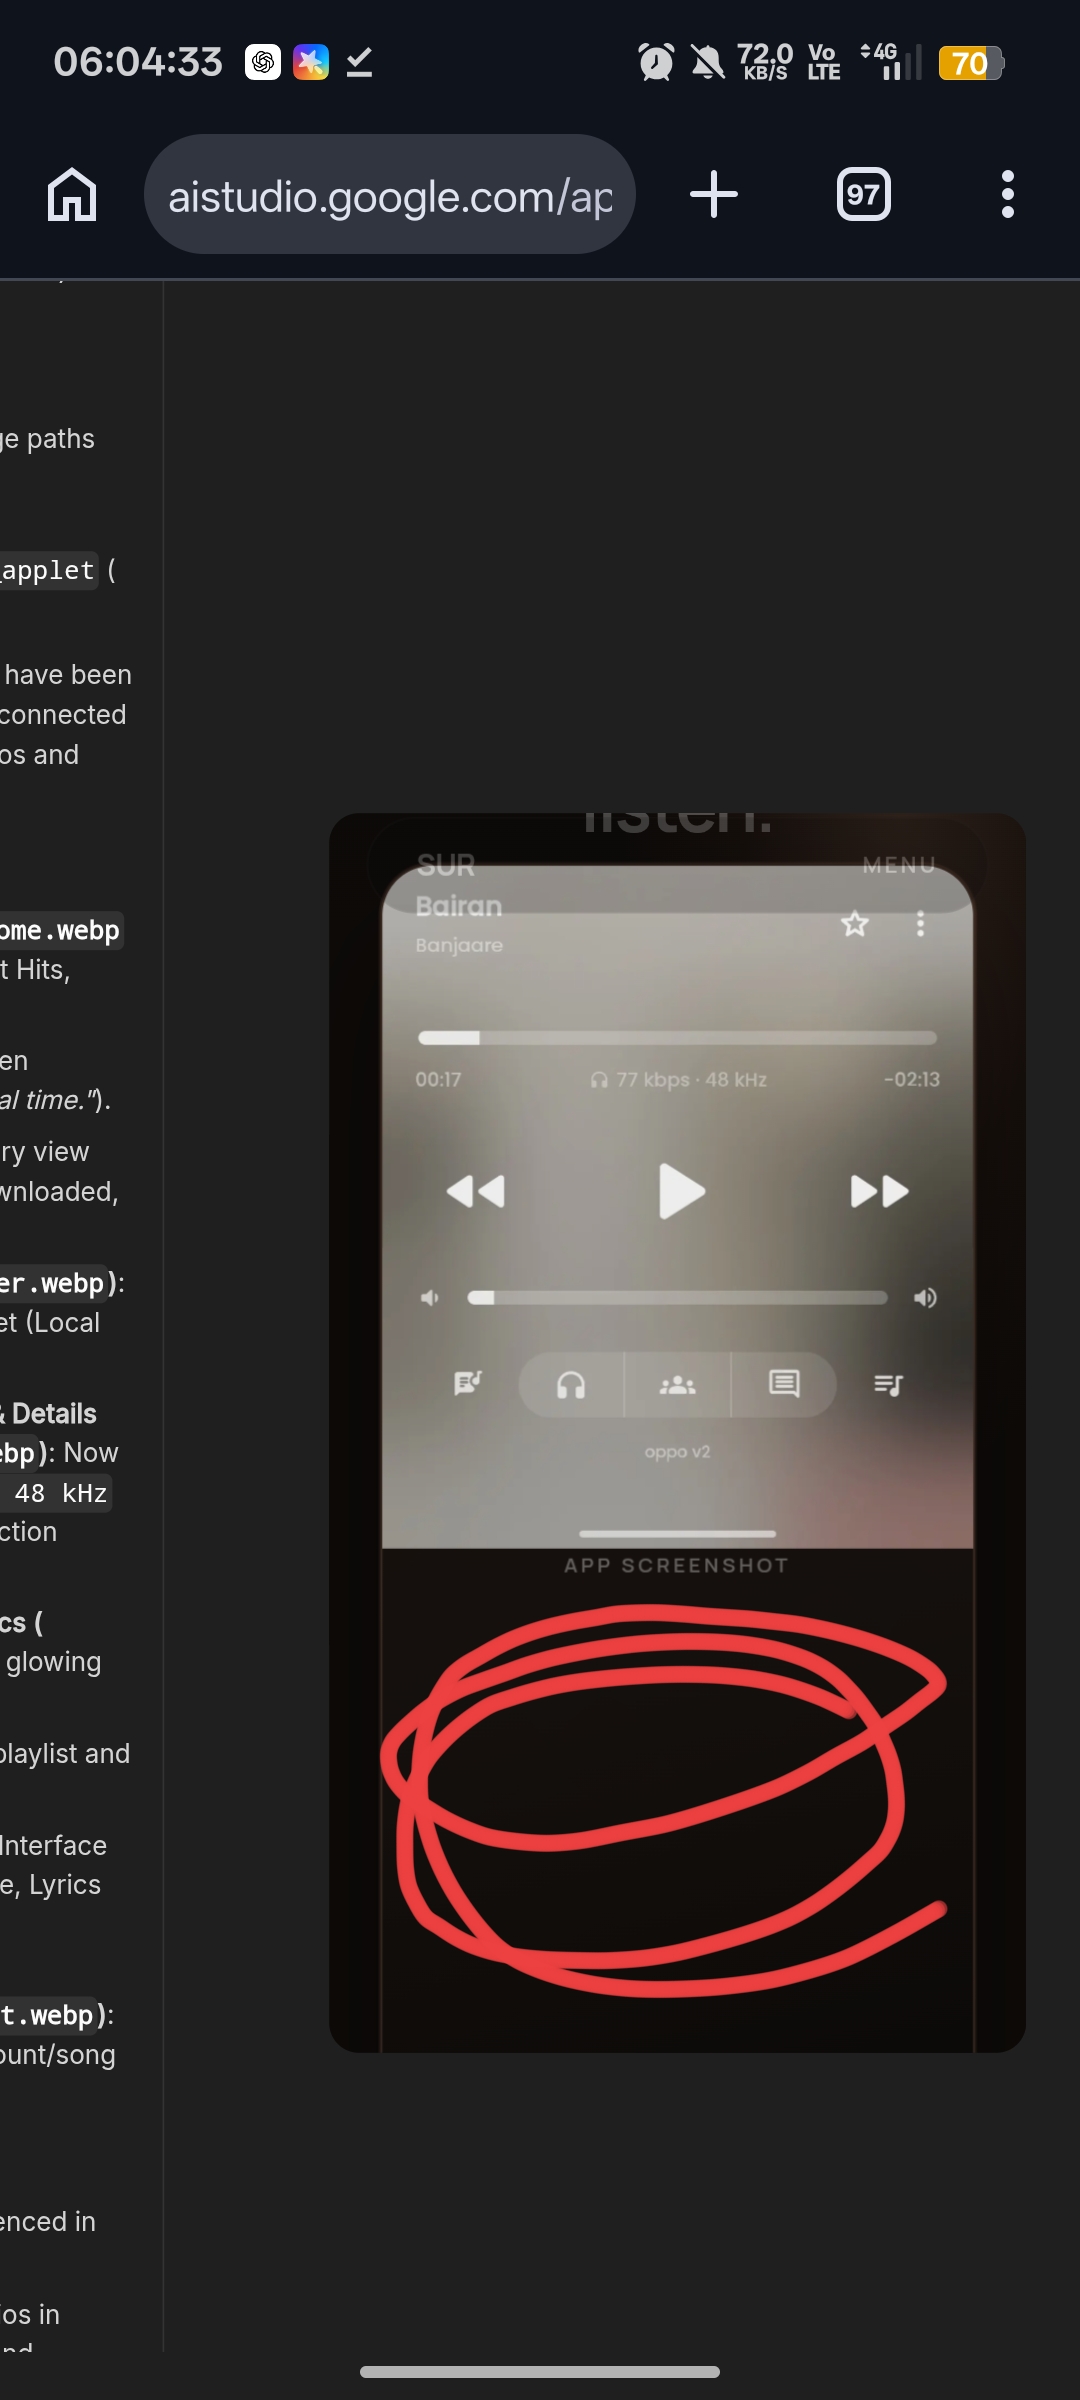 06:04:33
72.0 KB/S
Vo LTE
4G
70
aistudio.google.com/ap
97
ge paths
_applet (
have been
connected
os and
ome.webp
t Hits,
en
al time.").
ry view
wnloaded,
er.webp):
et (Local
& Details
ebp): Now
48 kHz
ction
cs (
glowing
playlist and
Interface
e, Lyrics
t.webp):
ount/song
enced in
ios in
listen.
SUR
MENU
Bairan
Banjaare
00:17
77 kbps · 48 kHz
-02:13
oppo v2
APP SCREENSHOT